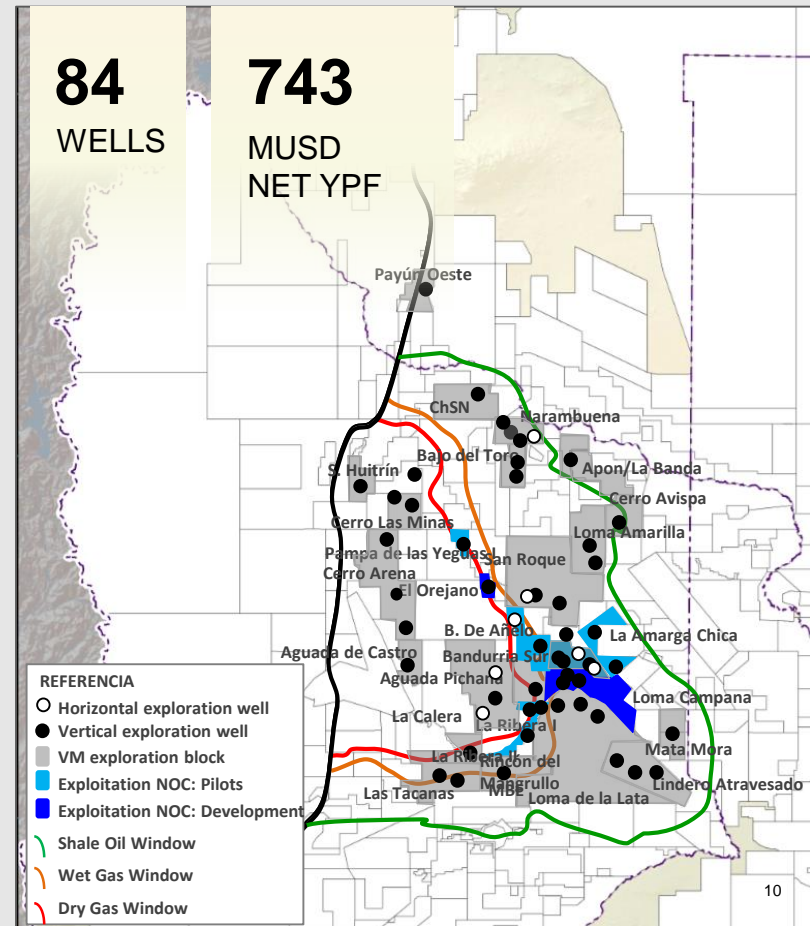 84
WELLS
743
MUSD
NET YPF
Payún Oeste
ChSN
Narambuena
Bajo del Toro
S. Huitrín
Apon/La Banda
Cerro Avispa
Cerro Las Minas
Loma Amarilla
Pampa de las Yeguas I
San Roque
Cerro Arena
El Orejano
B. De Añelo
La Amarga Chica
Aguada de Castro
Bandurria Sur
Aguada Pichana
Loma Campana
La Calera
La Ribera I
Mata Mora
La Ribera II
Rincón del
Mangrullo
Lindero Atravesado
Las Tacanas
MBE
Loma de la Lata
REFERENCIA
Horizontal exploration well
Vertical exploration well
VM exploration block
Exploitation NOC: Pilots
Exploitation NOC: Development
Shale Oil Window
Wet Gas Window
Dry Gas Window
10